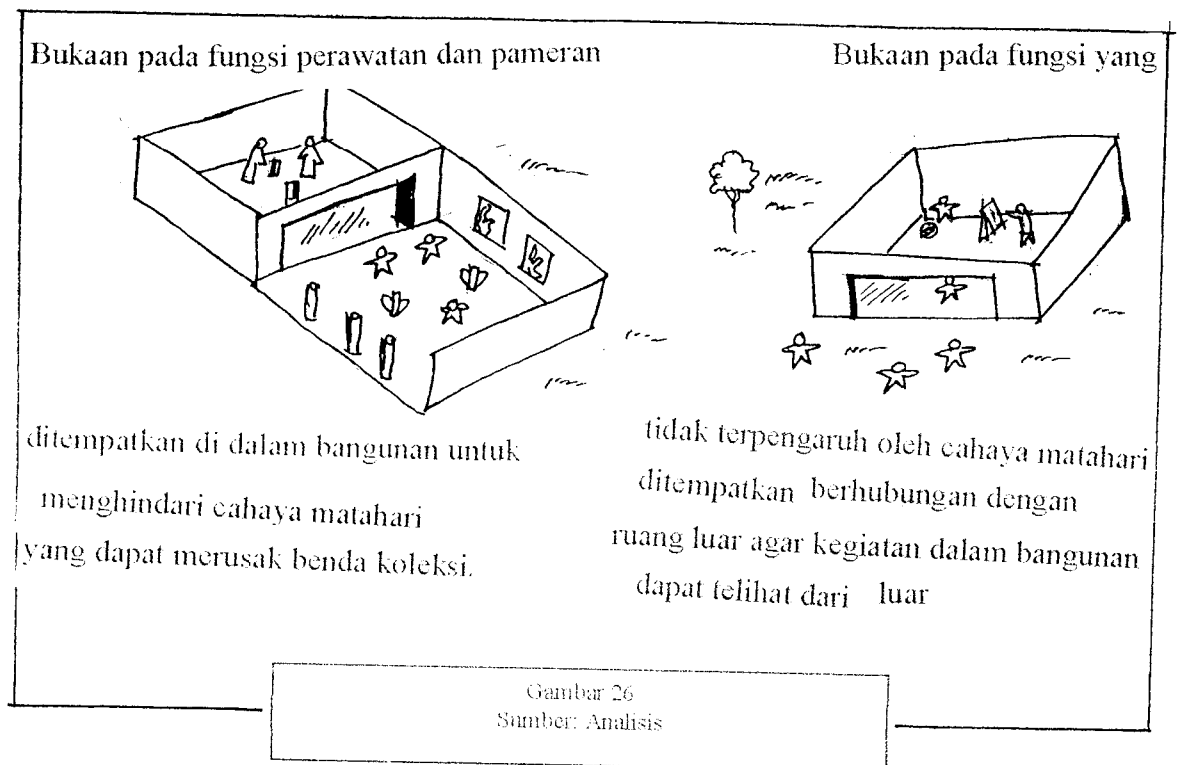 Bukaan pada fungsi perawatan dan pameran
ditempatkan di dalam bangunan untuk
menghindari cahaya matahari
yang dapat merusak benda koleksi.
Bukaan pada fungsi yang
tidak terpengaruh oleh cahaya matahari
ditempatkan berhubungan dengan
ruang luar agar kegiatan dalam bangunan
dapat telihat dari luar
Gambar 26
Sumber: Analisis